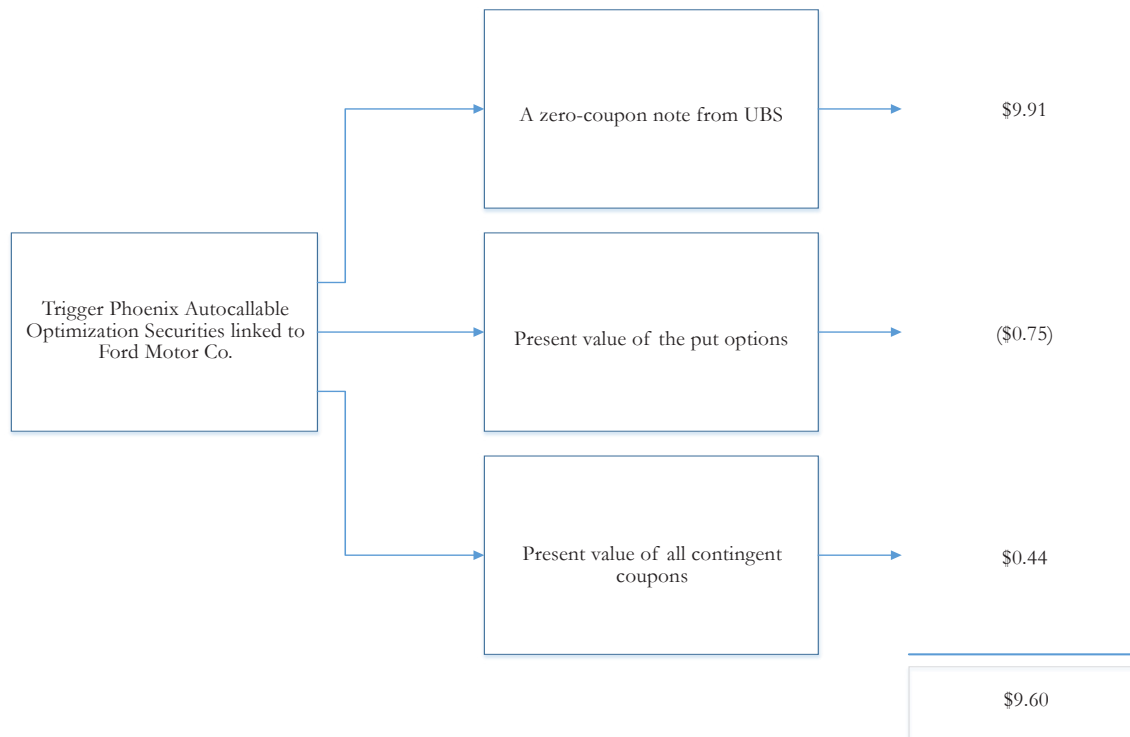 A zero-coupon note from UBS
$9.91
Trigger Phoenix Autocallable
Optimization Securities linked to
Ford Motor Co.
Present value of the put options
($0.75)
Present value of all contingent
coupons
$0.44
$9.60